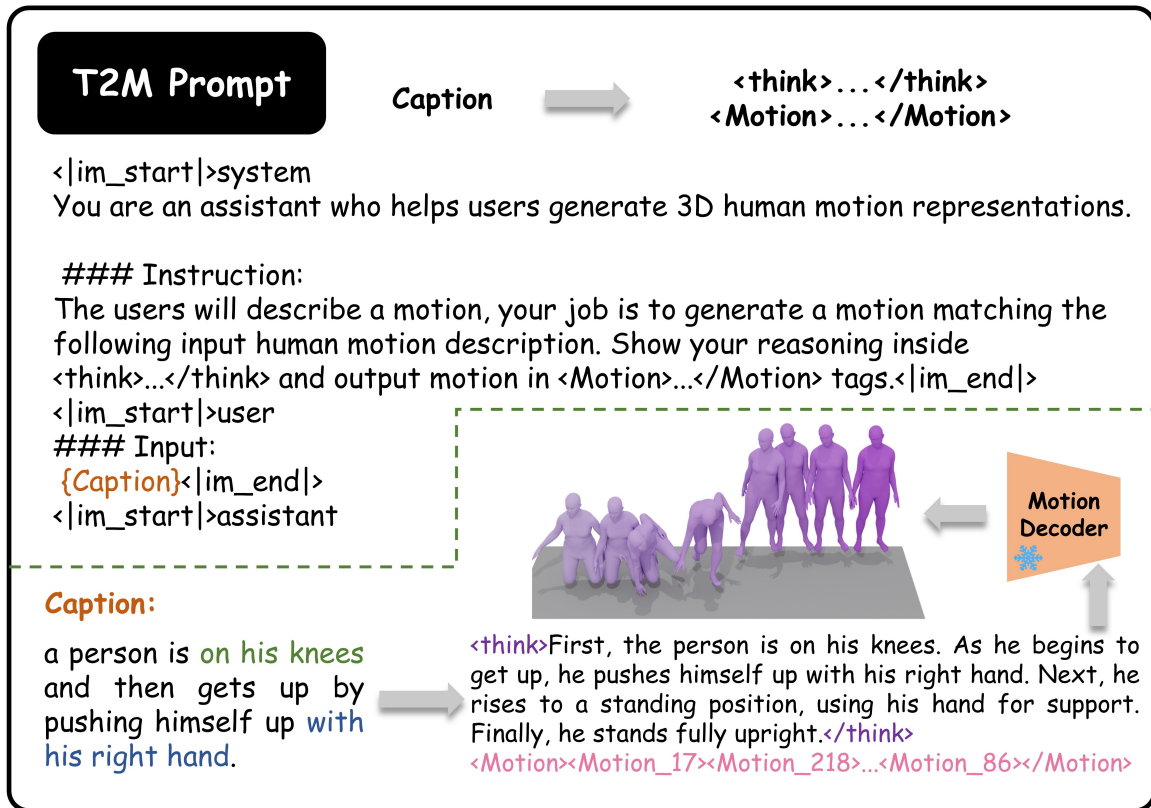 T2M Prompt
Caption
<think>...</think>
<Motion>...</Motion>
<|im_start|>system
You are an assistant who helps users generate 3D human motion representations.
### Instruction:
The users will describe a motion, your job is to generate a motion matching the
following input human motion description. Show your reasoning inside
<think>...</think> and output motion in <Motion>...</Motion> tags.<|im_end|>
<|im_start|>user
### Input:
{Caption}<|im_end|>
<|im_start|>assistant
Motion
Decoder
Caption:
a person is on his knees
and then gets up by
pushing himself up with
his right hand.
<think>First, the person is on his knees. As he begins to
get up, he pushes himself up with his right hand. Next, he
rises to a standing position, using his hand for support.
Finally, he stands fully upright.</think>
<Motion><Motion_17><Motion_218>...<Motion_86></Motion>